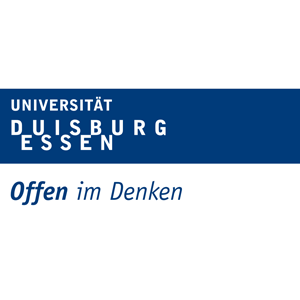 UNIVERSITÄT
DUISBURG
ESSEN
Offen im Denken